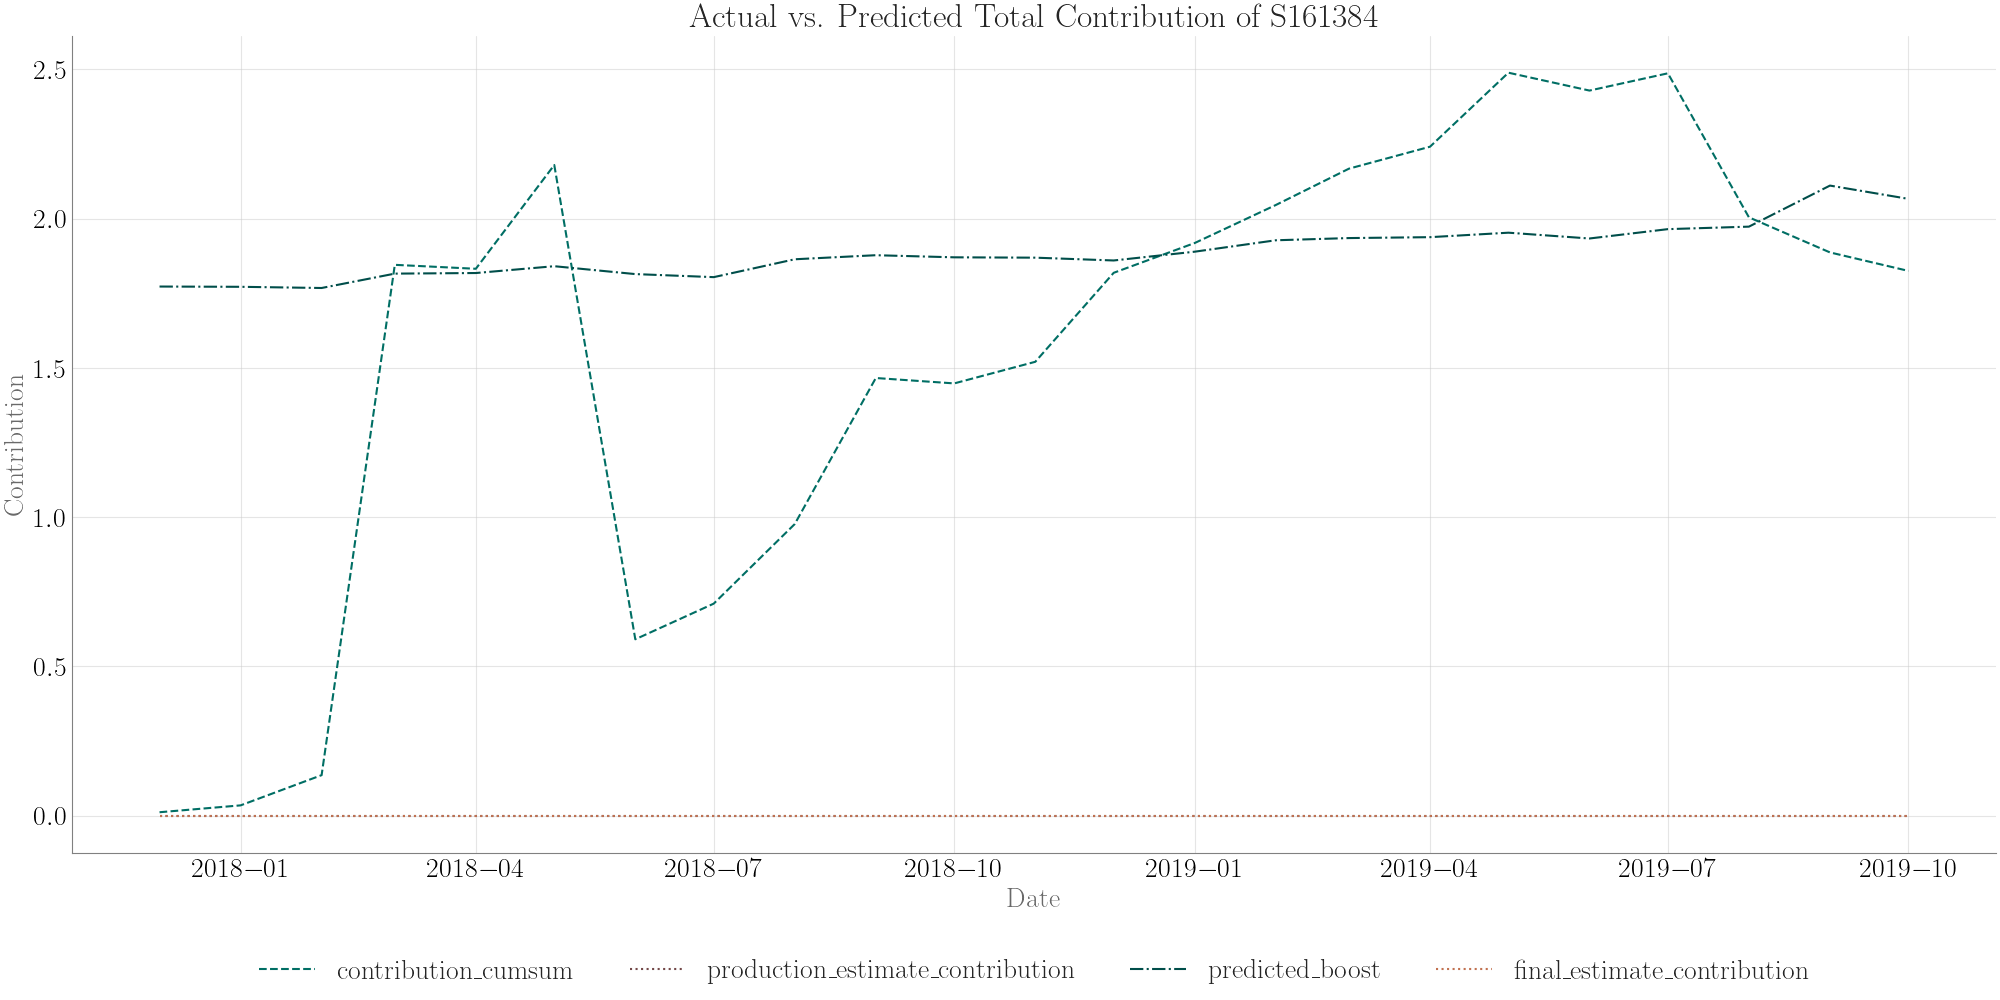 Actual vs. Predicted Total Contribution of S161384
2.5
2.0
1.5
1.0
0.5
0.0
Contribution
2018–01 2018–04 2018–07 2018–10 2019–01 2019–04 2019–07 2019–10
Date
contribution_cumsum production_estimate_contribution predicted_boost final_estimate_contribution